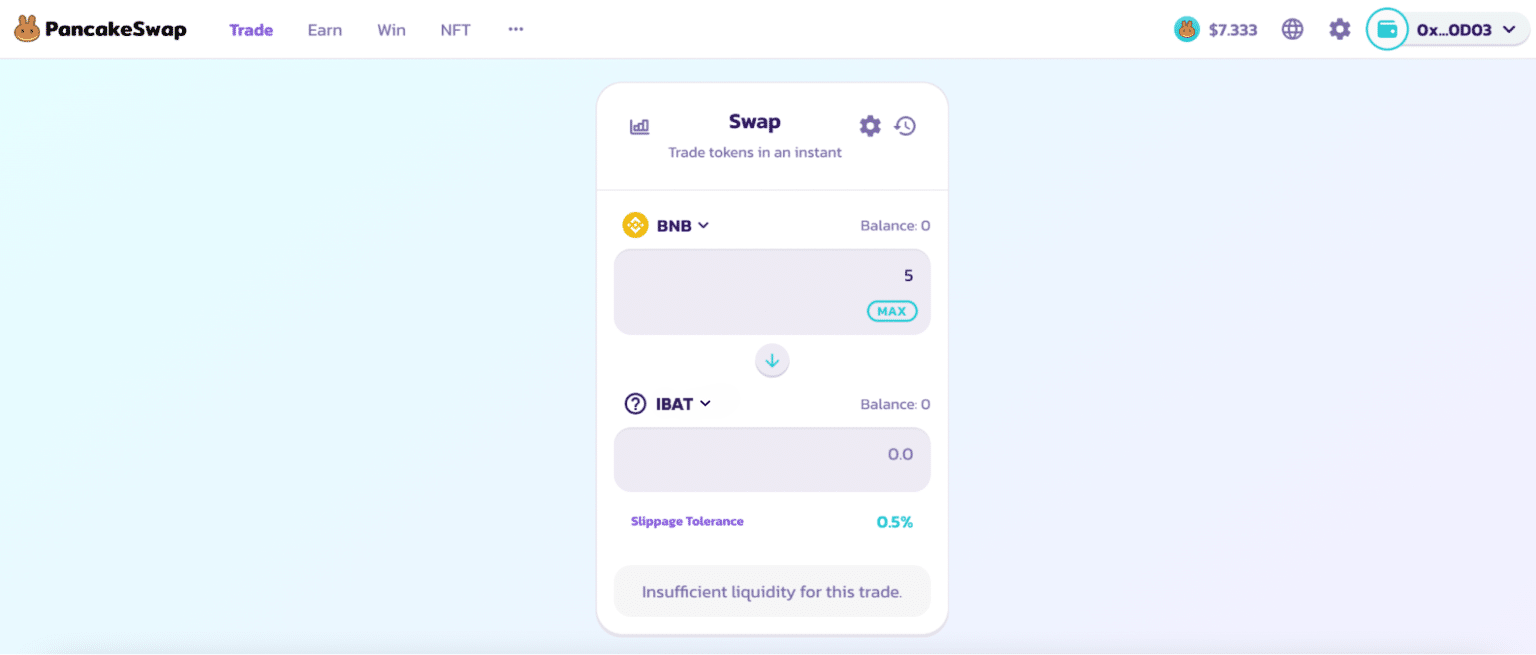 PancakeSwap Trade Earn Win NFT ... $7.333 0x...0D03
Swap
Trade tokens in an instant
BNB Balance: 0
5
MAX
IBAT Balance: 0
0.0
Slippage Tolerance 0.5%
Insufficient liquidity for this trade.